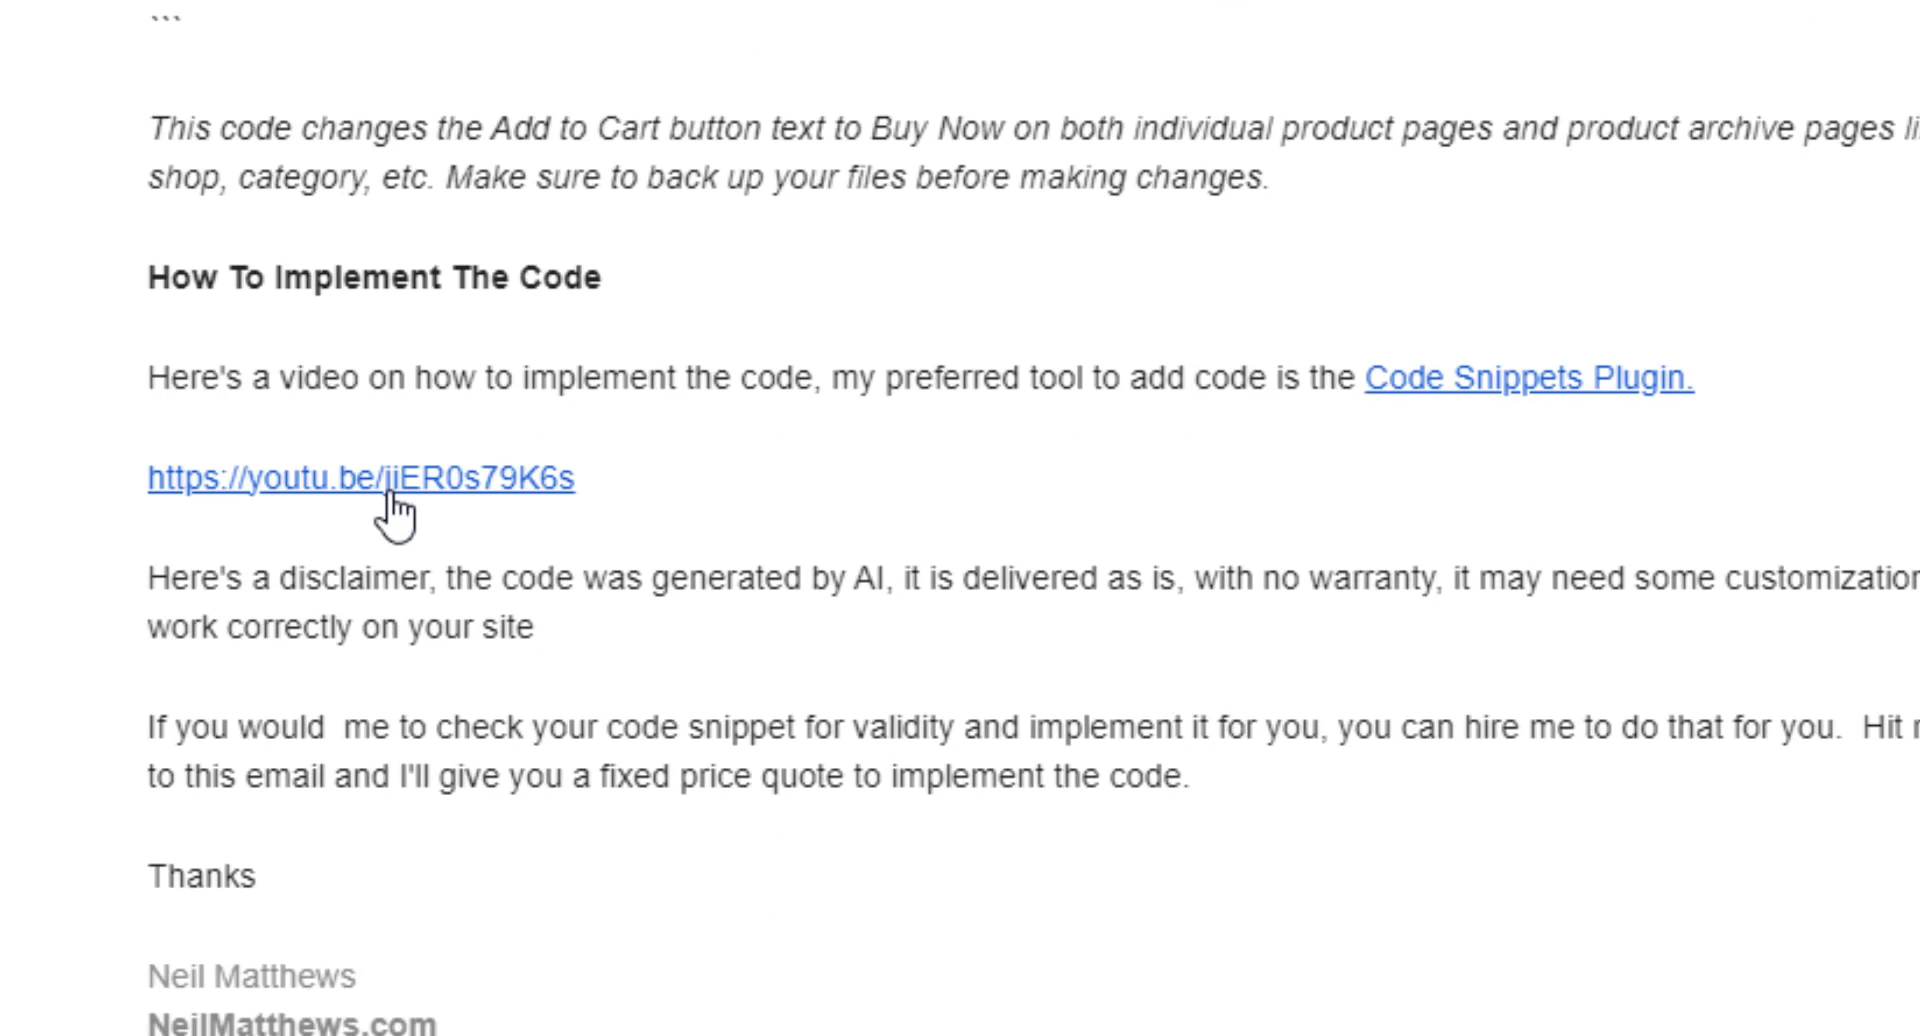 ```
This code changes the Add to Cart button text to Buy Now on both individual product pages and product archive pages
shop, category, etc. Make sure to back up your files before making changes.
How To Implement The Code
Here's a video on how to implement the code, my preferred tool to add code is the Code Snippets Plugin.
https://youtu.be/jiER0s79K6s
Here's a disclaimer, the code was generated by AI, it is delivered as is, with no warranty, it may need some customization
work correctly on your site
If you would  me to check your code snippet for validity and implement it for you, you can hire me to do that for you.  Hit
to this email and I'll give you a fixed price quote to implement the code.
Thanks
Neil Matthews
NeilMatthews.com